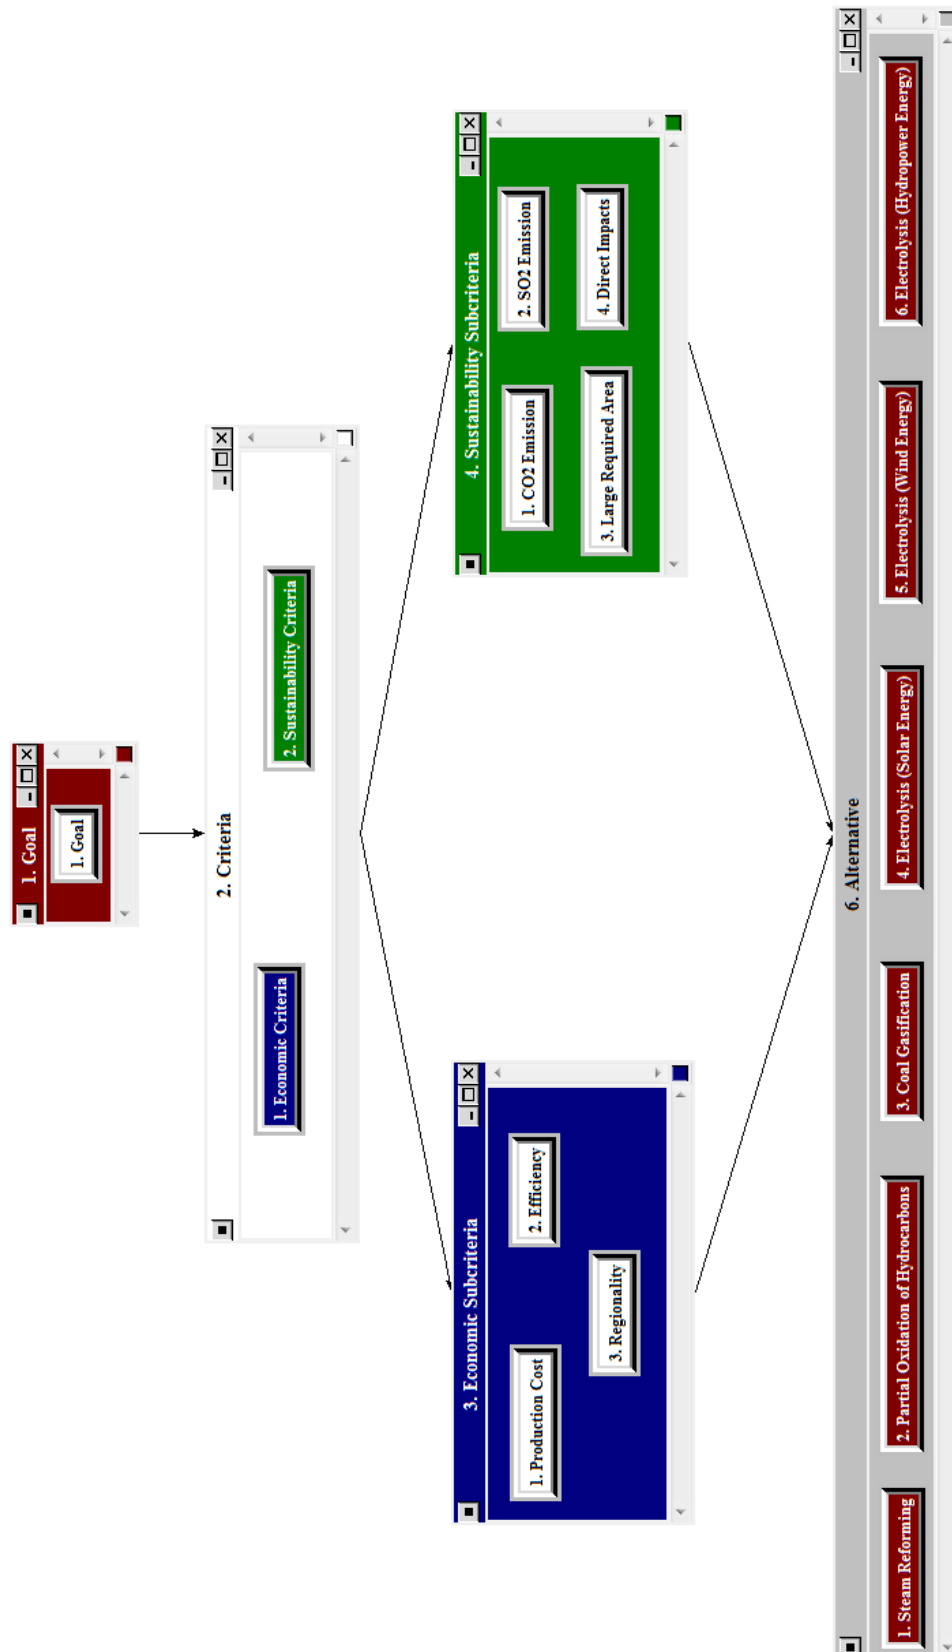 1. Goal
1. Goal
2. Criteria
1. Economic Criteria
2. Sustainability Criteria
3. Economic Subcriteria
1. Production Cost
2. Efficiency
3. Regionality
4. Sustainability Subcriteria
1. CO2 Emission
2. SO2 Emission
3. Large Required Area
4. Direct Impacts
6. Alternative
1. Steam Reforming
2. Partial Oxidation of Hydrocarbons
3. Coal Gasification
4. Electrolysis (Solar Energy)
5. Electrolysis (Wind Energy)
6. Electrolysis (Hydropower Energy)